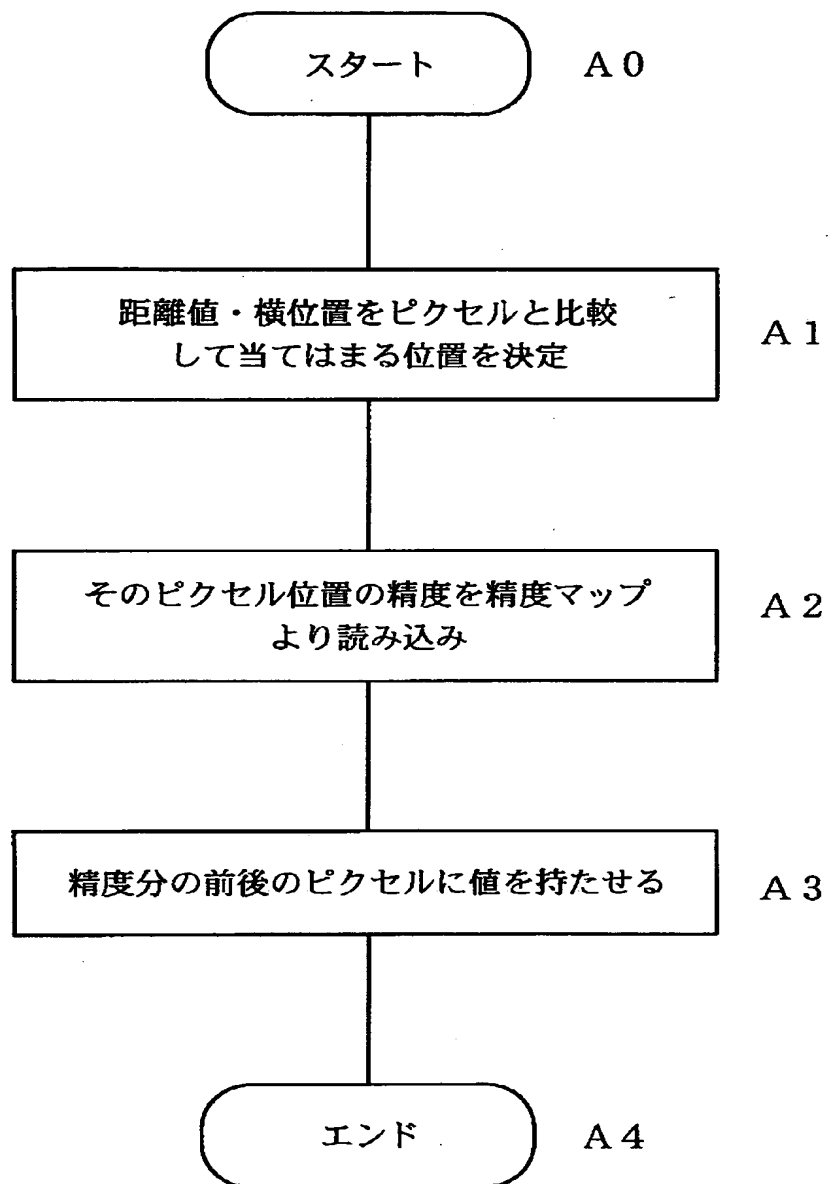 スタート
A0
距離値・横位置をピクセルと比較
して当てはまる位置を決定
A1
そのピクセル位置の精度を精度マップ
より読み込み
A2
精度分の前後のピクセルに値を持たせる
A3
エンド
A4